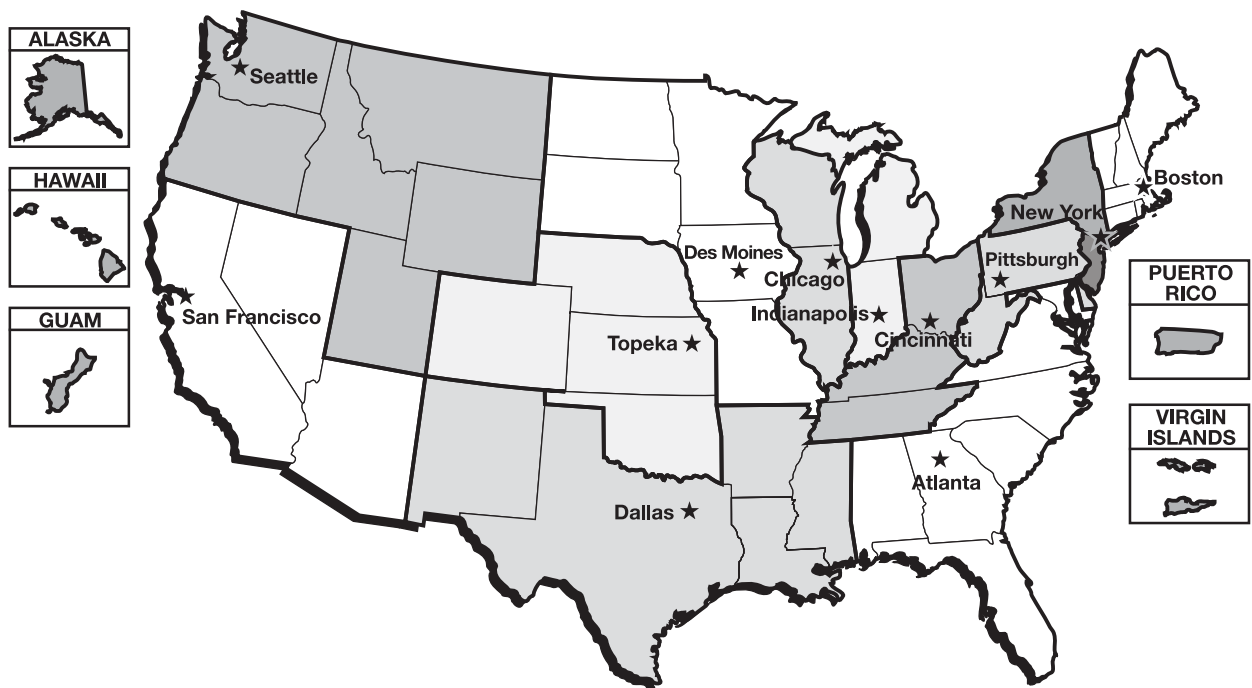 ALASKA
HAWAII
GUAM
Seattle
San Francisco
Topeka
Dallas
Des Moines
Chicago
Indianapolis
Cincinnati
Atlanta
Pittsburgh
New York
Boston
PUERTO
RICO
VIRGIN
ISLANDS